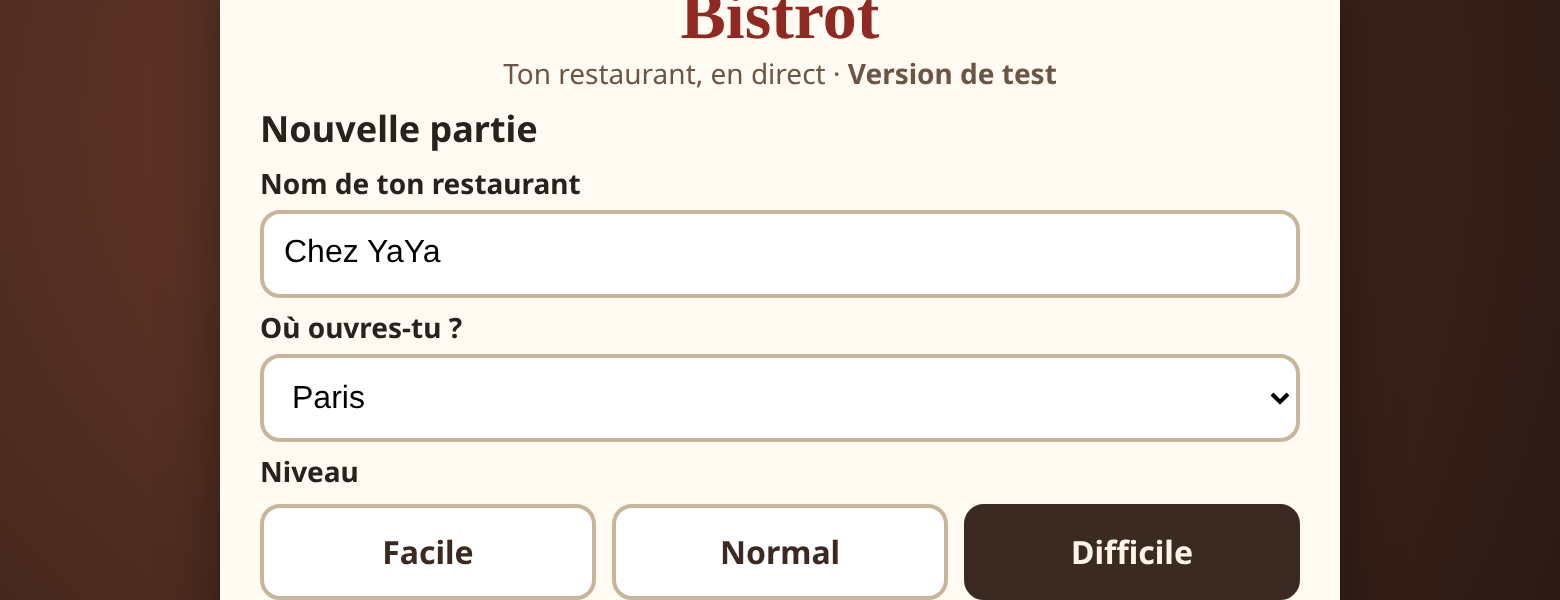 Bistrot
Ton restaurant, en direct · Version de test
Nouvelle partie
Nom de ton restaurant
Chez YaYa
Où ouvres-tu ?
Paris
Niveau
Facile
Normal
Difficile